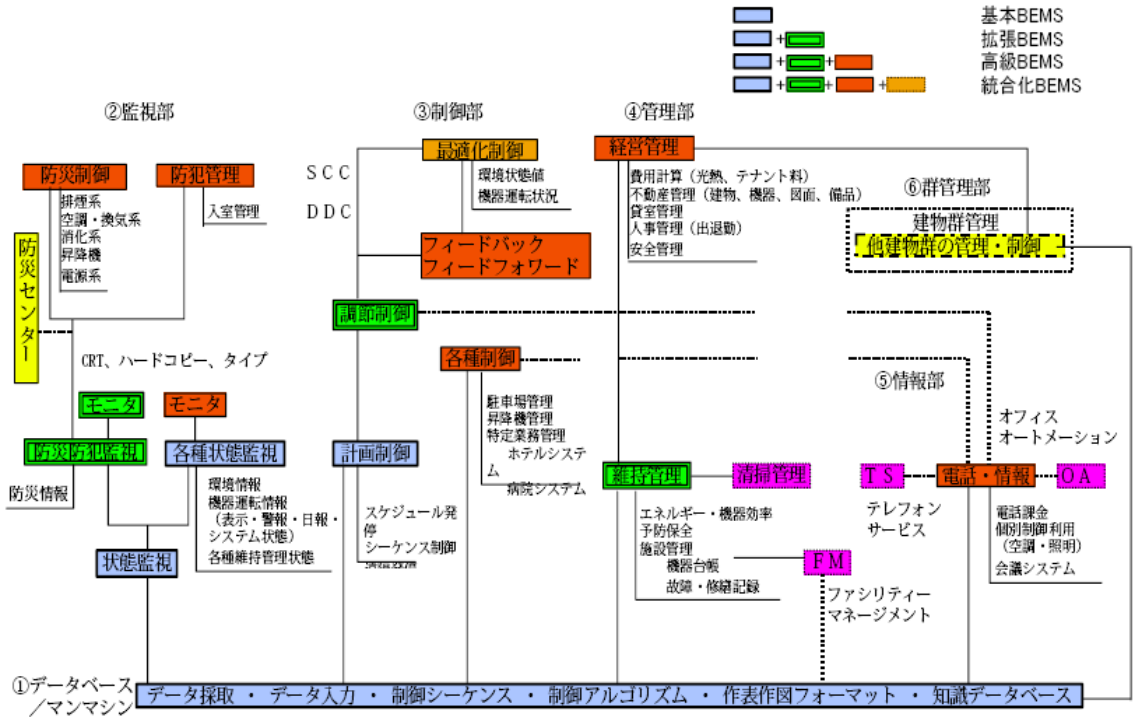 基本BEMS
+ 拡張BEMS
+ + 高級BEMS
+ + + 統合化BEMS
②監視部
③制御部
④管理部
防災制御
排煙系
空調・換気系
消化系
昇降機
電源系
防犯管理
入室管理
防災センター
CRT、ハードコピー、タイプ
モニタ
モニタ
防災防犯監視
各種状態監視
防災情報
環境情報
機器運転情報
(表示・警報・日報・
システム状態)
各種維持管理状態
状態監視
SCC
DDC
最適化制御
環境状態値
機器運転状況
フィードバック
フィードフォワード
調節制御
各種制御
駐車場管理
昇降機管理
特定業務管理
ホテルシステ
ム
病院システム
計画制御
スケジュール発
停
シーケンス制御
経営管理
費用計算(光熱、テナント料)
不動産管理(建物、機器、図面、備品)
貸室管理
人事管理(出退勤)
安全管理
⑥群管理部
建物群管理
他建物群の管理・制御
維持管理
清掃管理
エネルギー・機器効率
予防保全
施設管理
機器台帳
故障・修繕記録
FM
ファシリティー
マネージメント
⑤情報部
オフィス
オートメーション
TS
電話・情報
OA
テレフォン
サービス
電話課金
個別制御利用
(空調・照明)
会議システム
①データベース
/マンマシン
データ採取 ・ データ入力 ・ 制御シーケンス ・ 制御アルゴリズム ・ 作表作図フォーマット ・ 知識データベース